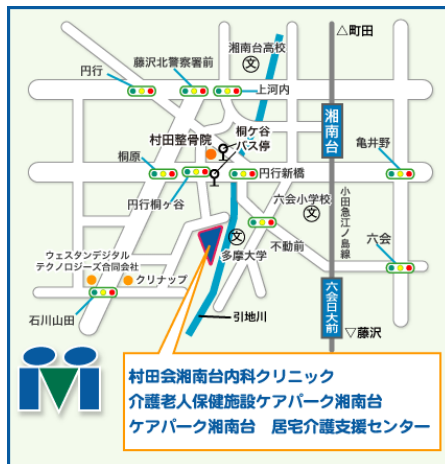 湘南台高校
△町田
藤沢北警察署前
円行
上河内
湘南台
桐ケ谷
バス停
村田整骨院
亀井野
桐原
円行新橋
円行桐ヶ谷
六会小学校
小田急江ノ島線
文
文
文
不動前
六会
多摩大学
ウェスタンデジタル
テクノロジーズ合同会社
クリナップ
六会日大前
石川山田
引地川
▽藤沢
村田会湘南台内科クリニック
介護老人保健施設ケアパーク湘南台
ケアパーク湘南台 居宅介護支援センター